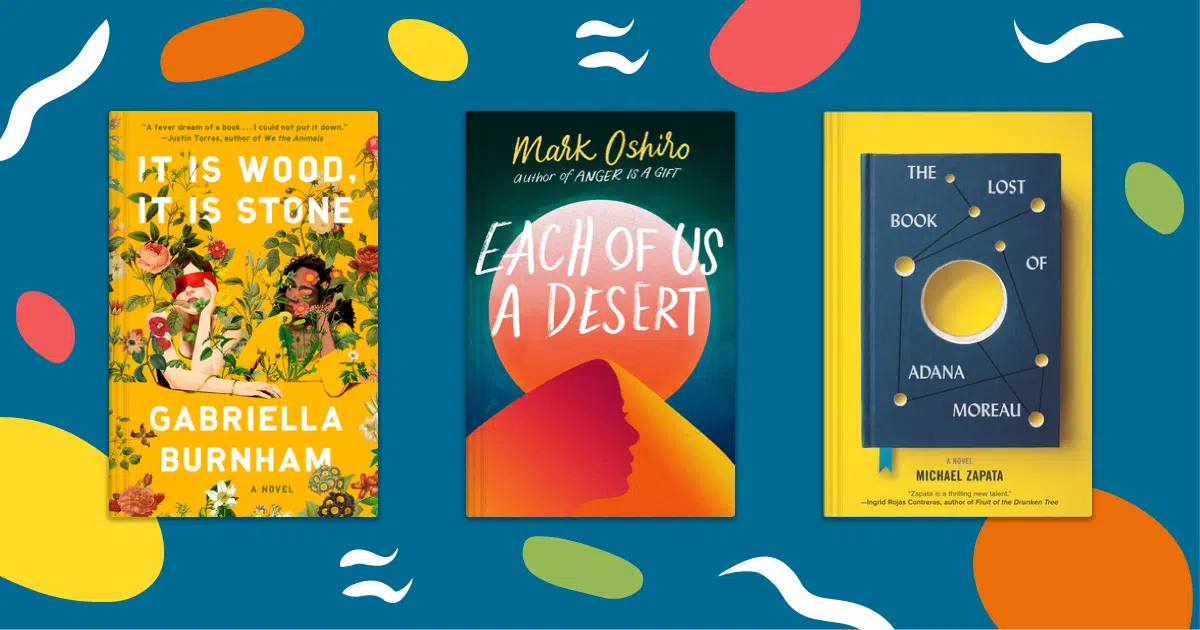 "A fever dream of a book . . . I could not put it down."
—Justin Torres, author of We the Animals
IT IS WOOD,
IT IS STONE
GABRIELLA
BURNHAM
A NOVEL
Mark Oshiro
author of ANGER IS A GIFT
EACH OF US
A DESERT
THE
LOST
BOOK
OF
ADANA
MOREAU
A NOVEL
MICHAEL ZAPATA
"Zapata is a thrilling new talent."
—Ingrid Rojas Contreras, author of Fruit of the Drunken Tree